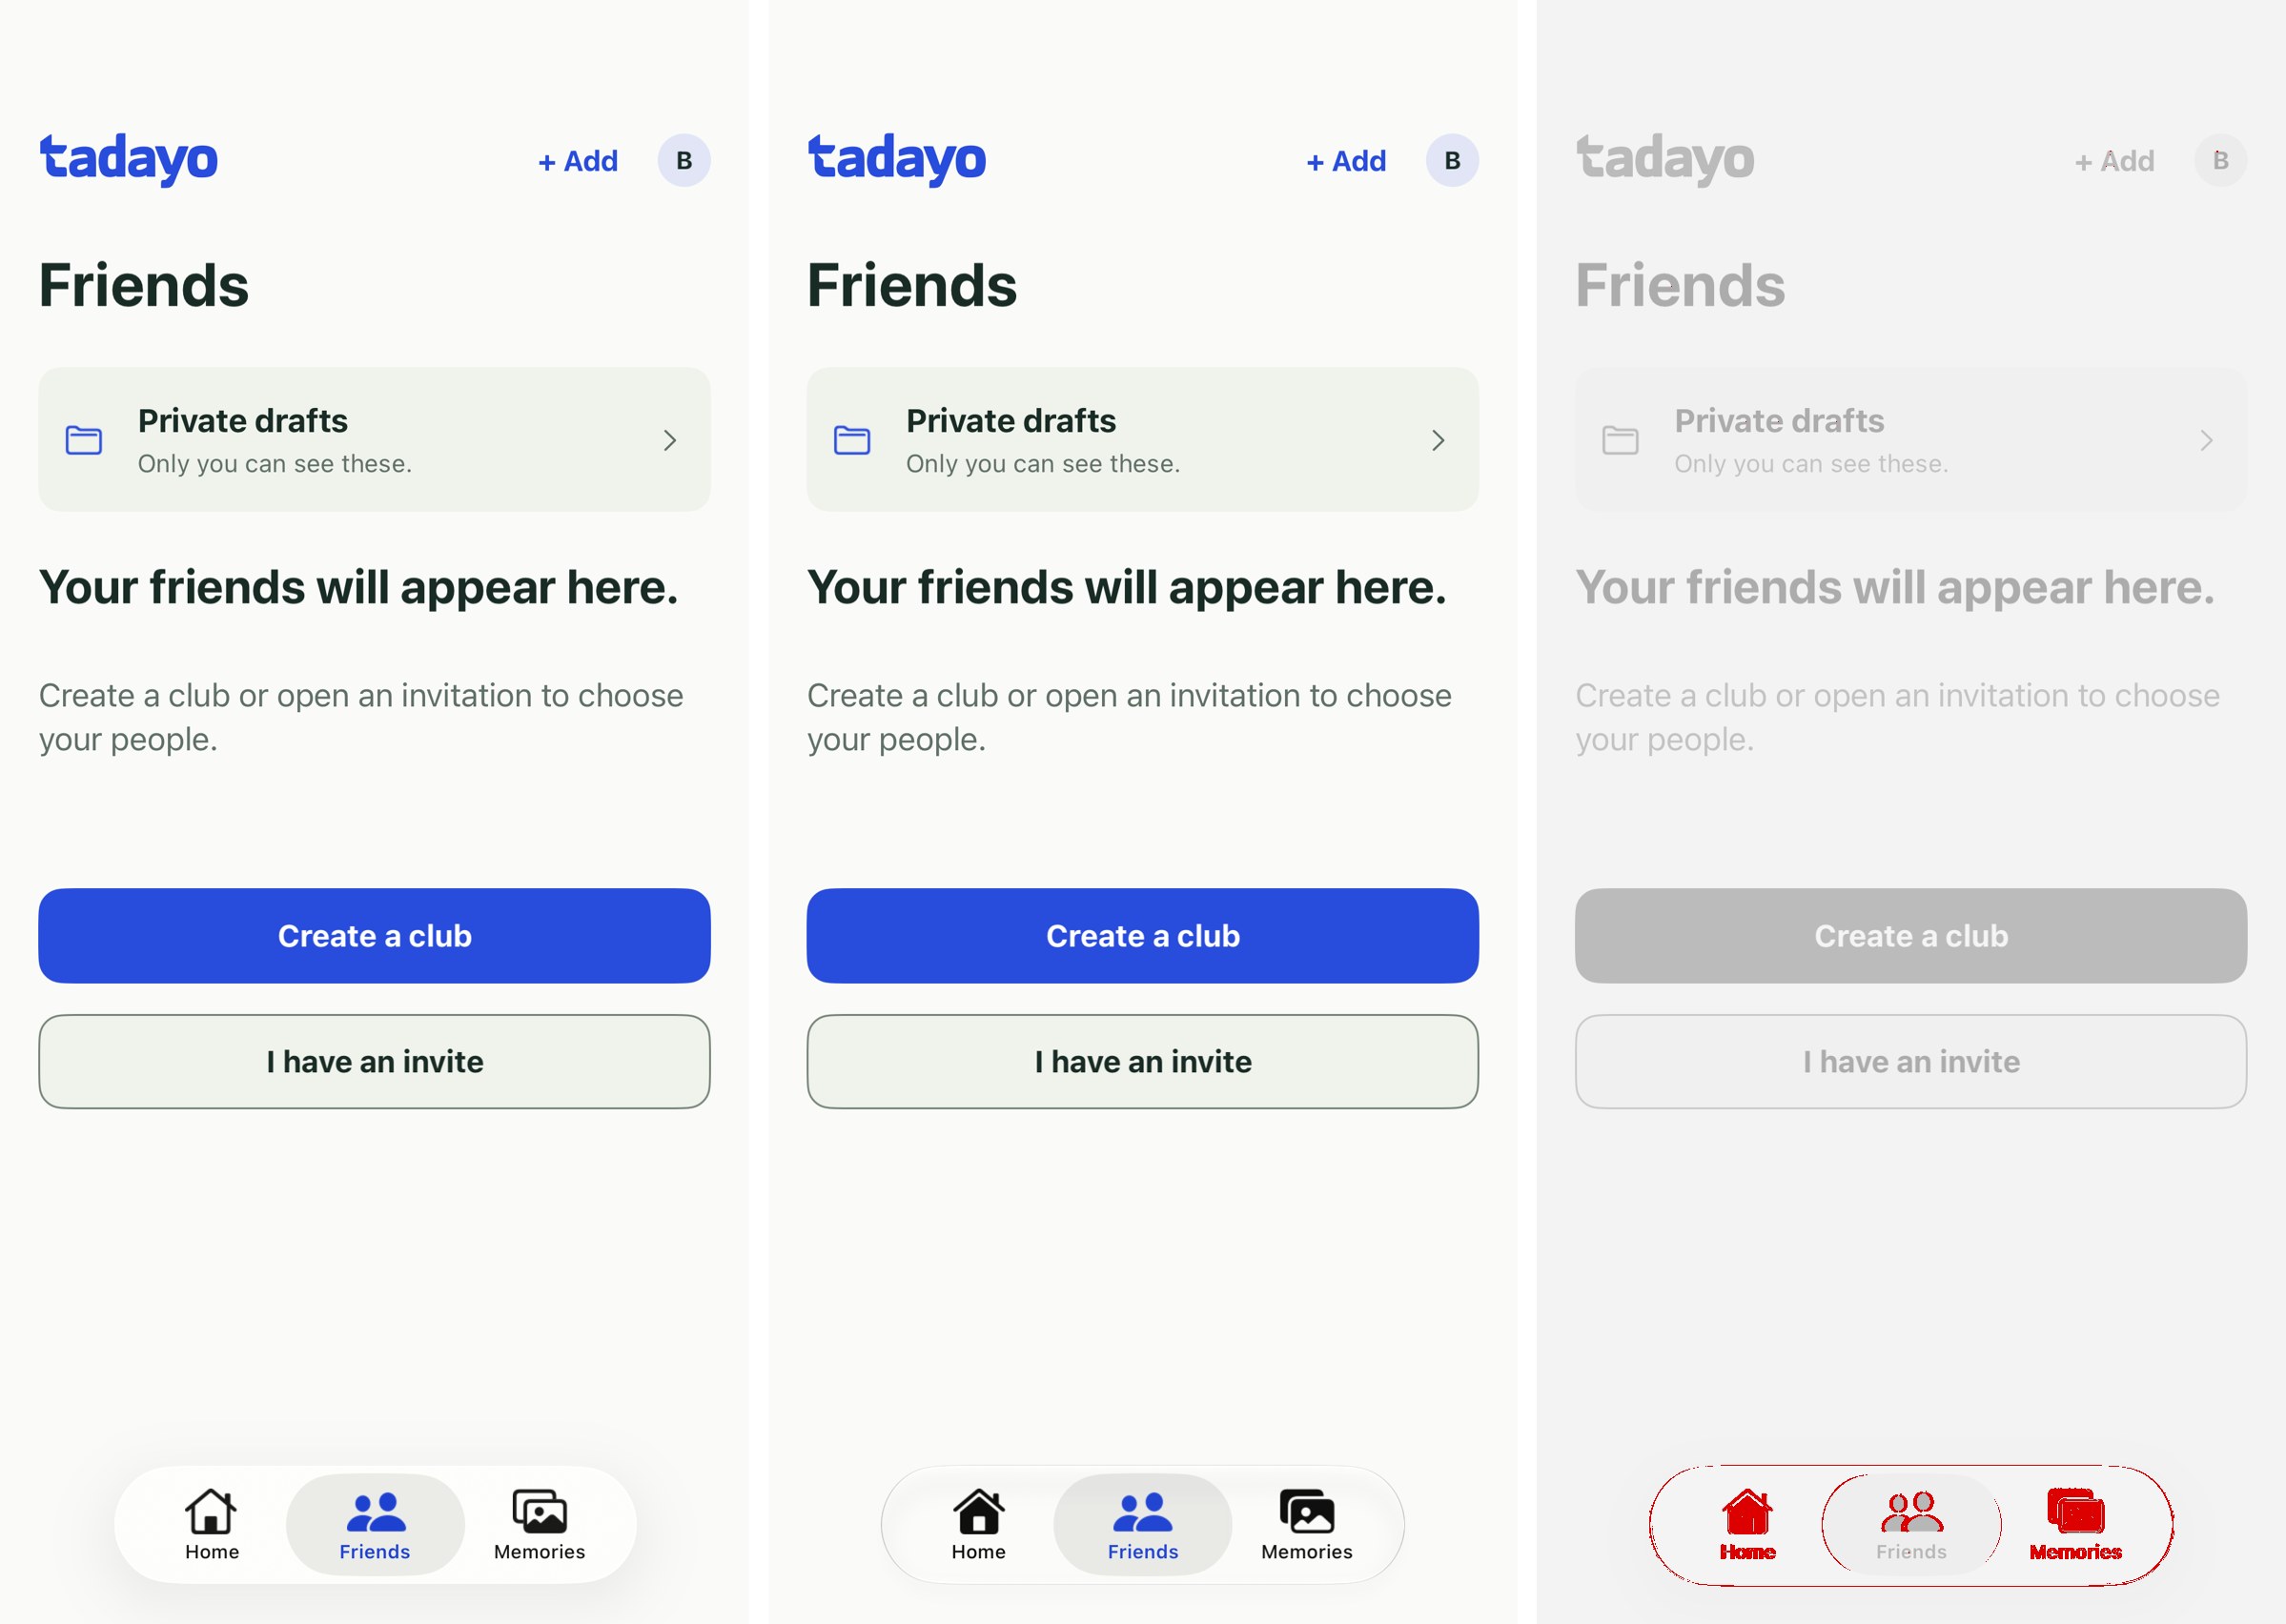 tadayo
+ Add
B
Friends
Private drafts
Only you can see these.
Your friends will appear here.
Create a club or open an invitation to choose
your people.
Create a club
I have an invite
Home
Friends
Memories
tadayo
+ Add
B
Friends
Private drafts
Only you can see these.
Your friends will appear here.
Create a club or open an invitation to choose
your people.
Create a club
I have an invite
Home
Friends
Memories
tadayo
+ Add
B
Friends
Private drafts
Only you can see these.
Your friends will appear here.
Create a club or open an invitation to choose
your people.
Create a club
I have an invite
Home
Friends
Memories